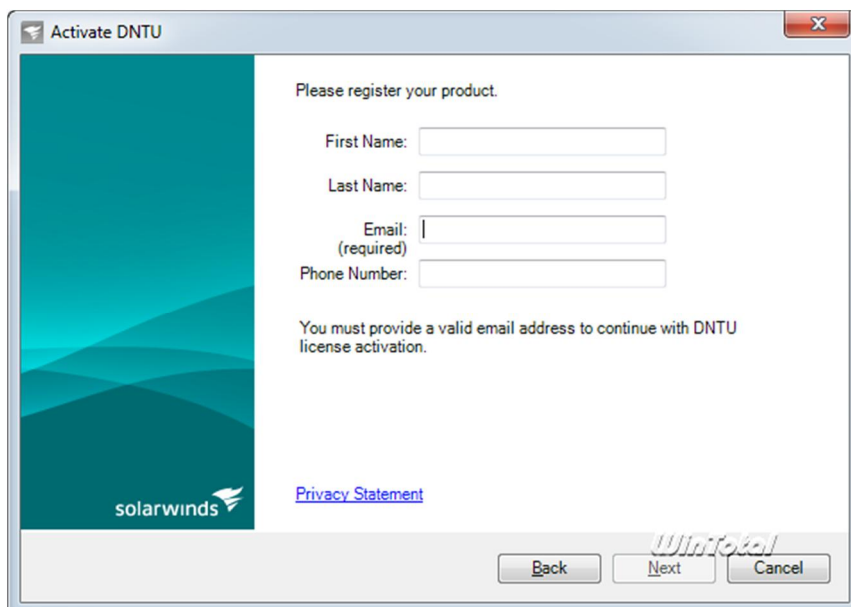 Activate DNTU
Please register your product.
First Name:
Last Name:
Email:
(required)
Phone Number:
You must provide a valid email address to continue with DNTU
license activation.
Privacy Statement
solarwinds
WinTotal
Back
Next
Cancel